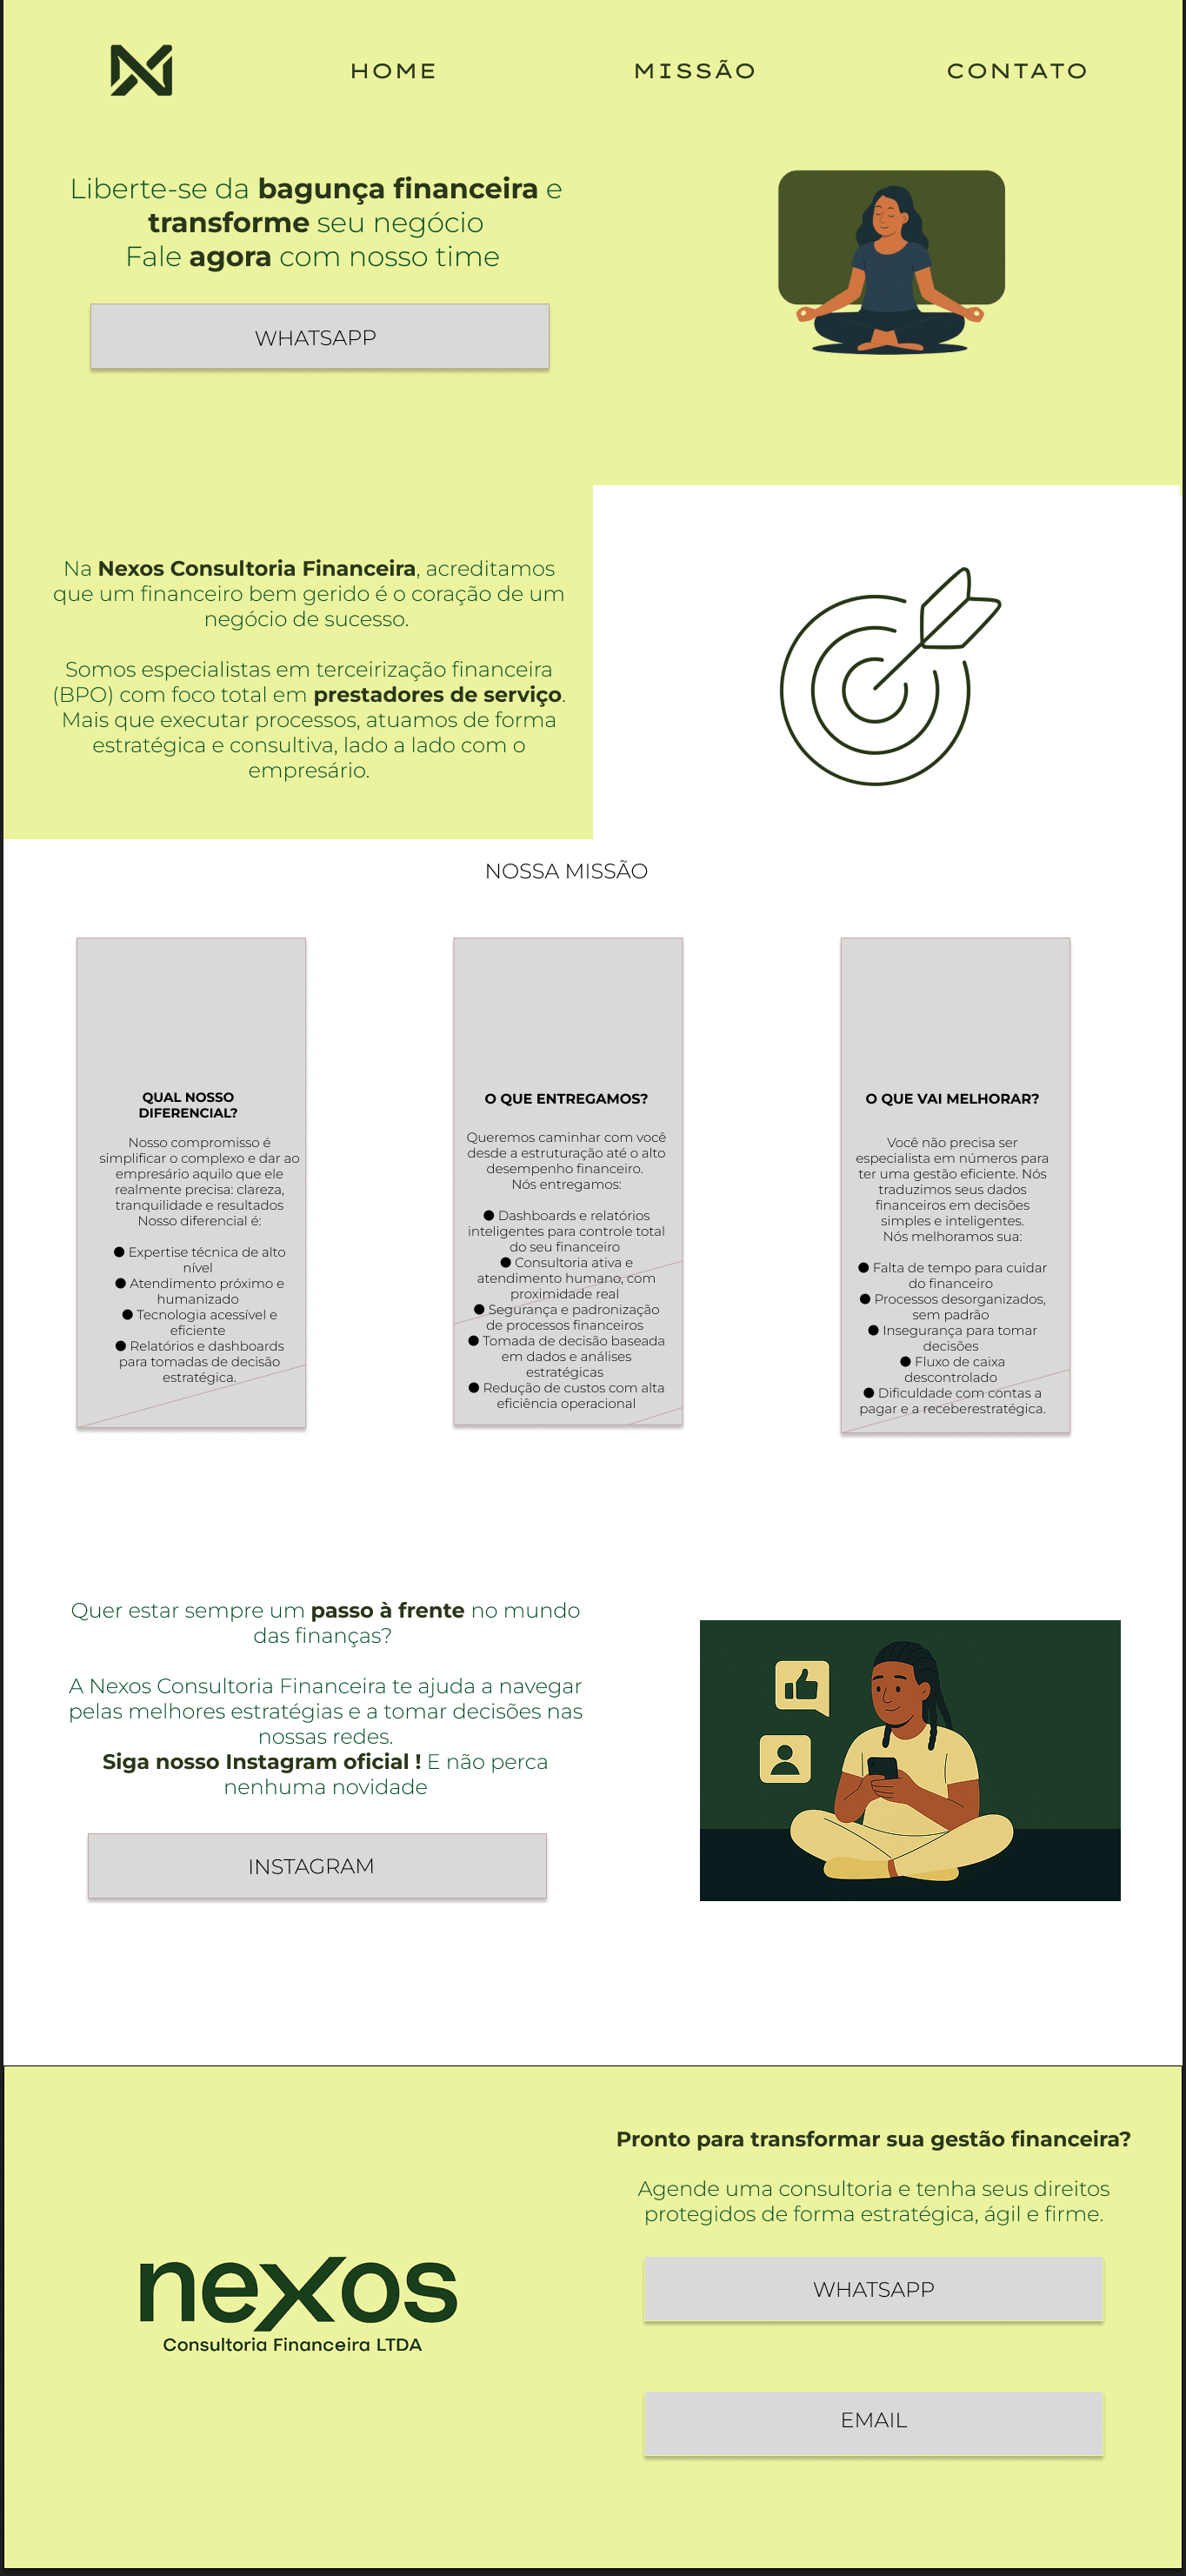 HOME
MISSÃO
CONTATO
Liberte-se da bagunça financeira e
transforme seu negócio
Fale agora com nosso time
WHATSAPP
Na Nexos Consultoria Financeira, acreditamos
que um financeiro bem gerido é o coração de um
negócio de sucesso.
Somos especialistas em terceirização financeira
(BPO) com foco total em prestadores de serviço.
Mais que executar processos, atuamos de forma
estratégica e consultiva, lado a lado com o
empresário.
NOSSA MISSÃO
QUAL NOSSO
DIFERENCIAL?
Nosso compromisso é
simplificar o complexo e dar ao
empresário aquilo que ele
realmente precisa: clareza,
tranquilidade e resultados
Nosso diferencial é:
● Expertise técnica de alto
nível
● Atendimento próximo e
humanizado
● Tecnologia acessível e
eficiente
● Relatórios e dashboards
para tomadas de decisão
estratégica.
O QUE ENTREGAMOS?
Queremos caminhar com você
desde a estruturação até o alto
desempenho financeiro.
Nós entregamos:
● Dashboards e relatórios
inteligentes para controle total
do seu financeiro
● Consultoria ativa e
atendimento humano, com
proximidade real
● Segurança e padronização
de processos financeiros
● Tomada de decisão baseada
em dados e análises
estratégicas
● Redução de custos com alta
eficiência operacional
O QUE VAI MELHORAR?
Você não precisa ser
especialista em números para
ter uma gestão eficiente. Nós
traduzimos seus dados
financeiros em decisões
simples e inteligentes.
Nós melhoramos sua:
● Falta de tempo para cuidar
do financeiro
● Processos desorganizados,
sem padrão
● Insegurança para tomar
decisões
● Fluxo de caixa
descontrolado
● Dificuldade com contas a
pagar e a receberestratégica.
Quer estar sempre um passo à frente no mundo
das finanças?
A Nexos Consultoria Financeira te ajuda a navegar
pelas melhores estratégias e a tomar decisões nas
nossas redes.
Siga nosso Instagram oficial ! E não perca
nenhuma novidade
INSTAGRAM
nexos
Consultoria Financeira LTDA
Pronto para transformar sua gestão financeira?
Agende uma consultoria e tenha seus direitos
protegidos de forma estratégica, ágil e firme.
WHATSAPP
EMAIL